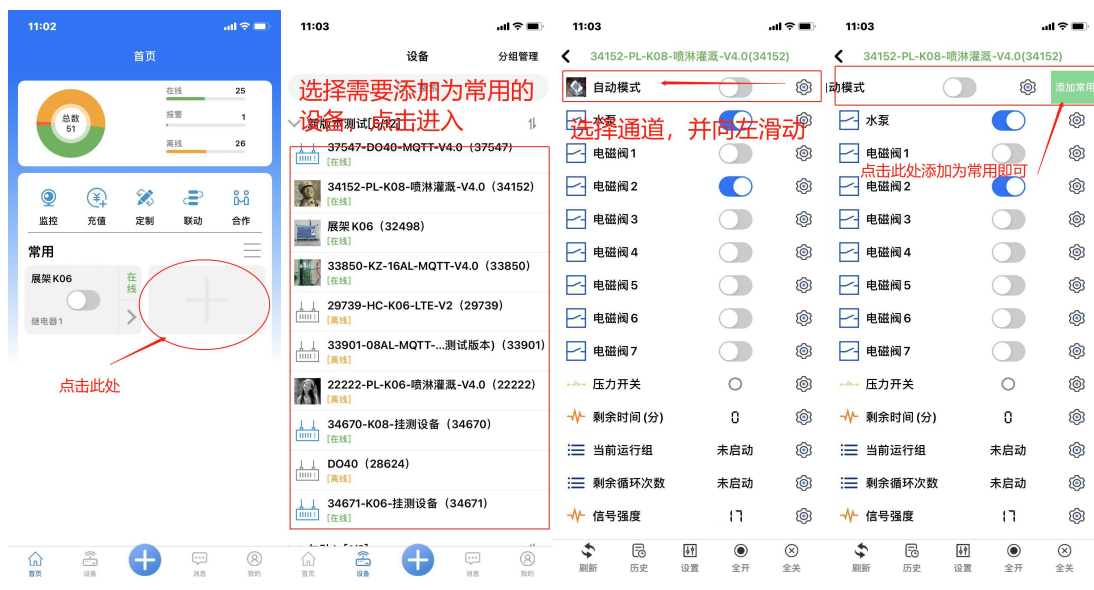 11:02
首页
总数
51
在线 25
报警 1
离线 26
监控 充值 定制 联动 合作
常用
展架 K06
在线
继电器1
点击此处
首页 设备 消息 我的
11:03
设备 分组管理
选择需要添加为常用的
设备，点击进入
37547-DO40-MQTT-V4.0（37547）
[在线]
34152-PL-K08-喷淋灌溉-V4.0（34152）
[在线]
展架 K06（32498）
[在线]
33850-KZ-16AL-MQTT-V4.0（33850）
[在线]
29739-HC-K06-LTE-V2（29739）
[离线]
33901-08AL-MQTT-...测试版本)（33901)
[离线]
22222-PL-K06-喷淋灌溉-V4.0（22222）
[离线]
34670-K08-挂测设备（34670）
[在线]
DO40（28624）
[离线]
34671-K06-挂测设备（34671）
[在线]
首页 设备 消息 我的
11:03
34152-PL-K08-喷淋灌溉-V4.0(34152)
自动模式
水泵
选择通道，并向左滑动
电磁阀 1
电磁阀 2
电磁阀 3
电磁阀 4
电磁阀 5
电磁阀 6
电磁阀 7
压力开关
剩余时间 (分) 0
当前运行组 未启动
剩余循环次数 未启动
信号强度 17
刷新 历史 设置 全开 全关
11:03
34152-PL-K08-喷淋灌溉-V4.0(34152)
动模式 添加常用
水泵
电磁阀 1
点击此处添加为常用即可
电磁阀 2
电磁阀 3
电磁阀 4
电磁阀 5
电磁阀 6
电磁阀 7
压力开关
剩余时间 (分) 0
当前运行组 未启动
剩余循环次数 未启动
信号强度 17
刷新 历史 设置 全开 全关